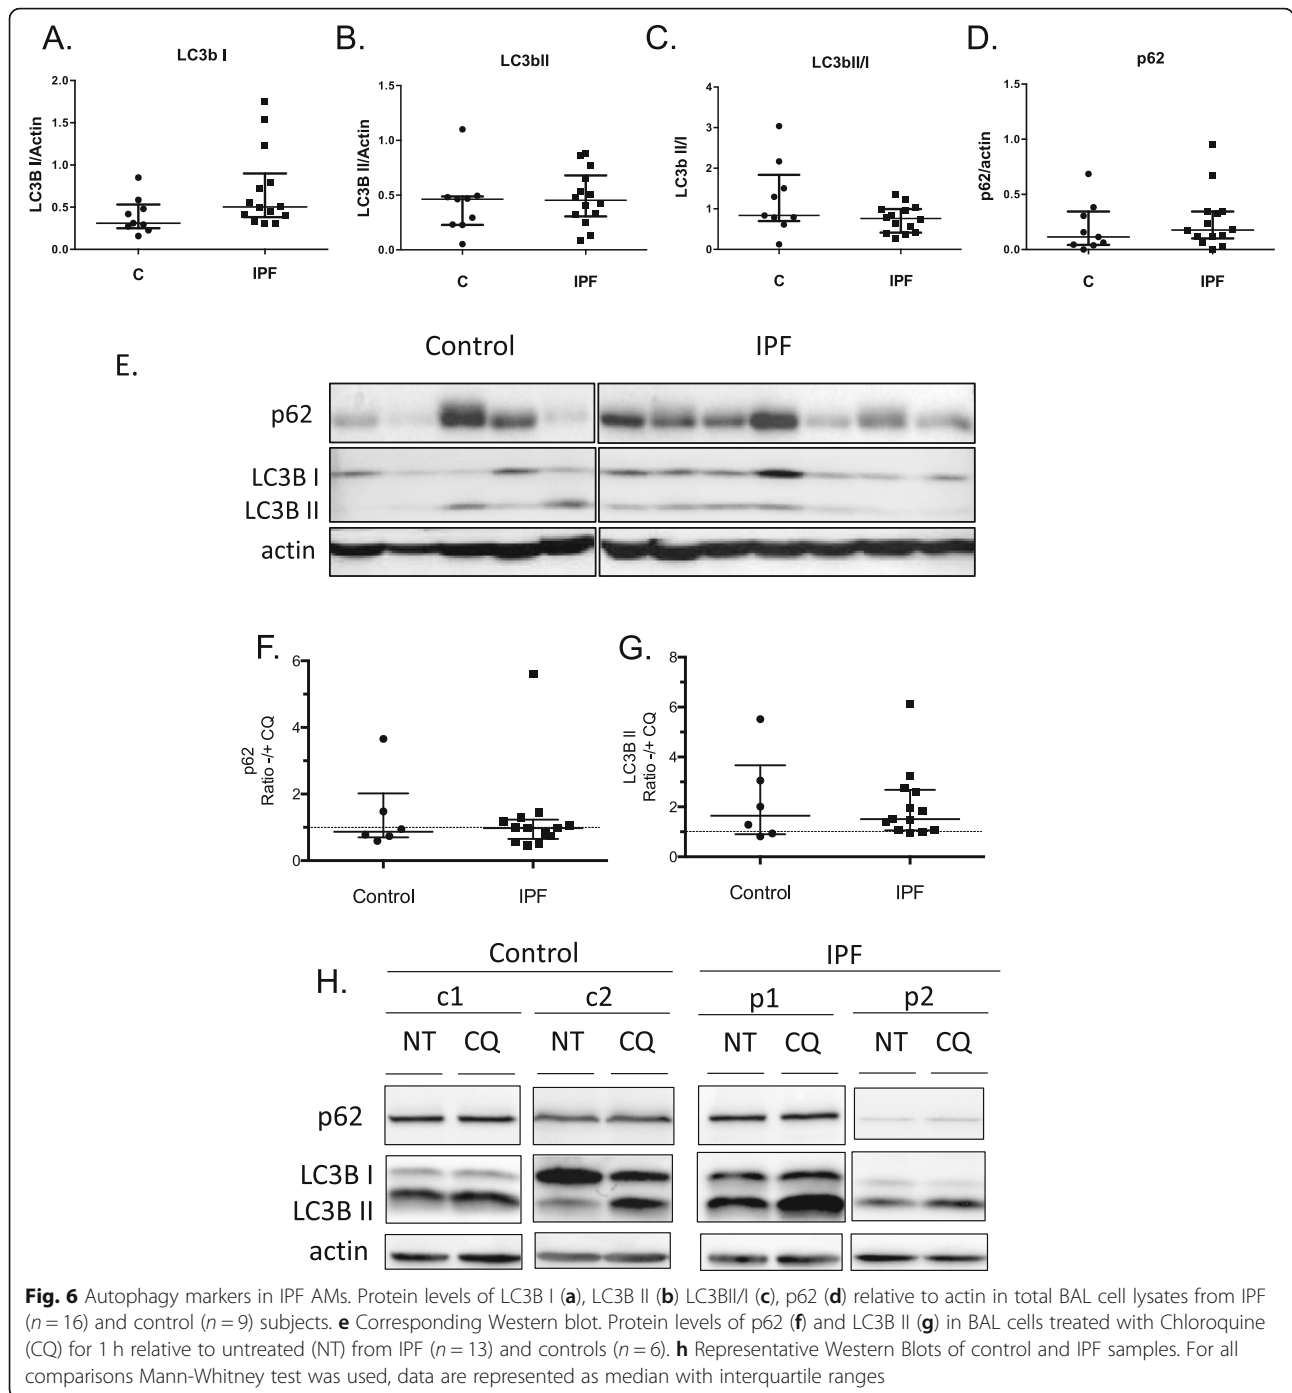 A.
LC3b I
LC3B I/Actin
2.0
1.5
1.0
0.5
0.0
C
IPF
B.
LC3bII
LC3B II/Actin
1.5
1.0
0.5
0.0
C
IPF
C.
LC3bII/I
LC3b II/I
4
3
2
1
0
C
IPF
D.
p62
p62/actin
1.5
1.0
0.5
0.0
C
IPF
E.
Control
IPF
p62
LC3B I
LC3B II
actin
F.
p62
Ratio -/+ CQ
6
4
2
0
Control
IPF
G.
LC3B II
Ratio -/+ CQ
8
6
4
2
0
Control
IPF
H.
Control
IPF
c1
c2
p1
p2
NT
CQ
NT
CQ
NT
CQ
NT
CQ
p62
LC3B I
LC3B II
actin
Fig. 6 Autophagy markers in IPF AMs. Protein levels of LC3B I (a), LC3B II (b) LC3BII/I (c), p62 (d) relative to actin in total BAL cell lysates from IPF
(n = 16) and control (n = 9) subjects. e Corresponding Western blot. Protein levels of p62 (f) and LC3B II (g) in BAL cells treated with Chloroquine
(CQ) for 1 h relative to untreated (NT) from IPF (n = 13) and controls (n = 6). h Representative Western Blots of control and IPF samples. For all
comparisons Mann-Whitney test was used, data are represented as median with interquartile ranges